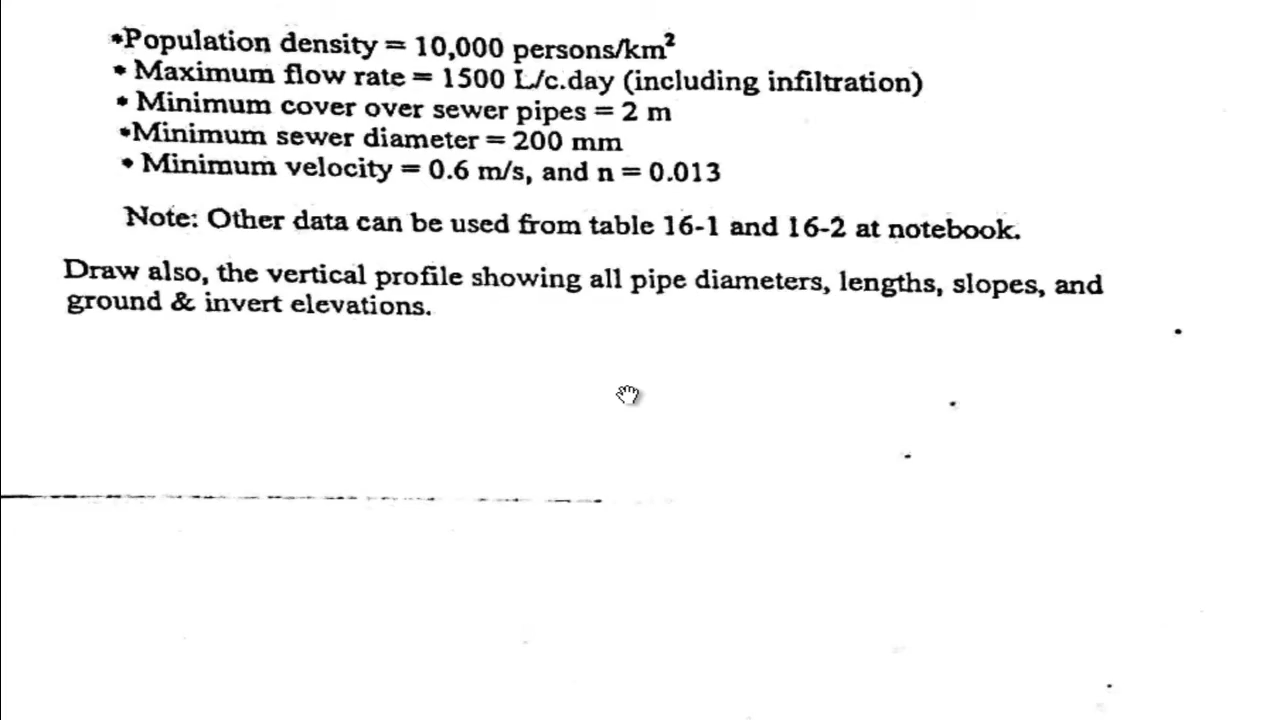 *Population density = 10,000 persons/km²
* Maximum flow rate = 1500 L/c.day (including infiltration)
* Minimum cover over sewer pipes = 2 m
*Minimum sewer diameter = 200 mm
* Minimum velocity = 0.6 m/s, and n = 0.013
Note: Other data can be used from table 16-1 and 16-2 at notebook.
Draw also, the vertical profile showing all pipe diameters, lengths, slopes, and
ground & invert elevations.